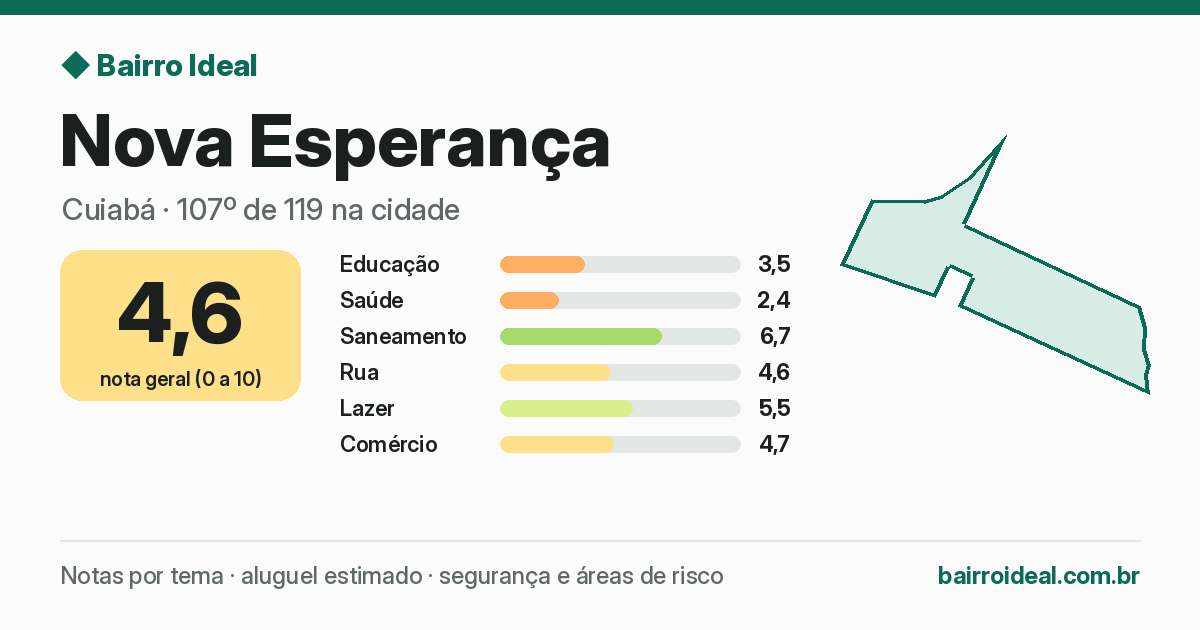 Bairro Ideal
Nova Esperança
Cuiabá · 107º de 119 na cidade
4,6
nota geral (0 a 10)
Educação 3,5
Saúde 2,4
Saneamento 6,7
Rua 4,6
Lazer 5,5
Comércio 4,7
Notas por tema · aluguel estimado · segurança e áreas de risco
bairroideal.com.br